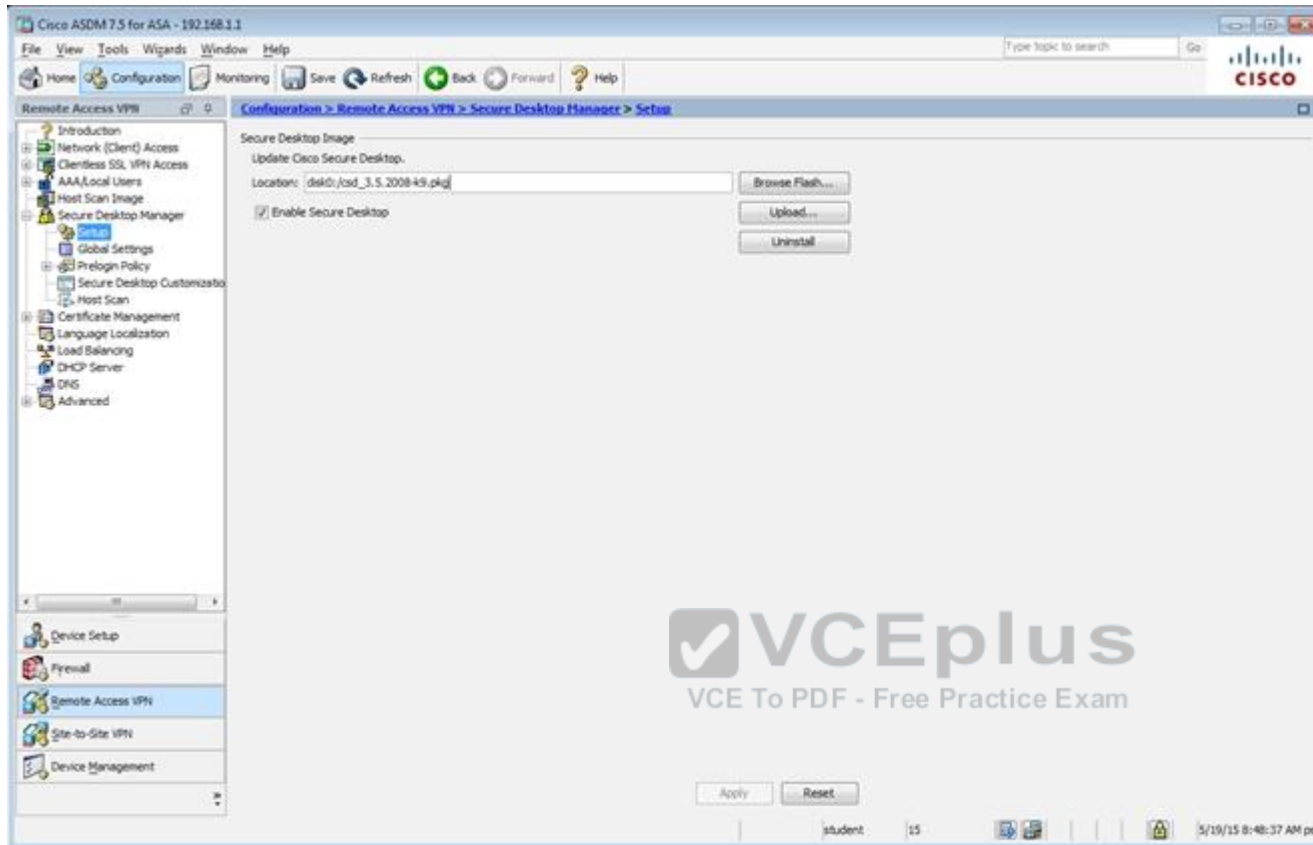 Cisco ASDM 7.5 for ASA - 192.168.1.1
File View Tools Wizards Window Help
Type topic to search Go
Home Configuration Monitoring Save Refresh Back Forward Help
CISCO
Remote Access VPN
Configuration > Remote Access VPN > Secure Desktop Manager > Setup
Introduction
Network (Client) Access
Clientless SSL VPN Access
AAA/Local Users
Host Scan Image
Secure Desktop Manager
Setup
Global Settings
Prelogin Policy
Secure Desktop Customizatio
Host Scan
Certificate Management
Language Localization
Load Balancing
DHCP Server
DNS
Advanced
Secure Desktop Image
Update Cisco Secure Desktop.
Location: disk0:/csd_3.5.2008-k9.pkg
Browse Flash...
Enable Secure Desktop
Upload...
Uninstall
Device Setup
Firewall
Remote Access VPN
Site-to-Site VPN
Device Management
VCEplus
VCE To PDF - Free Practice Exam
Apply Reset
student 15 5/19/15 8:48:37 AM